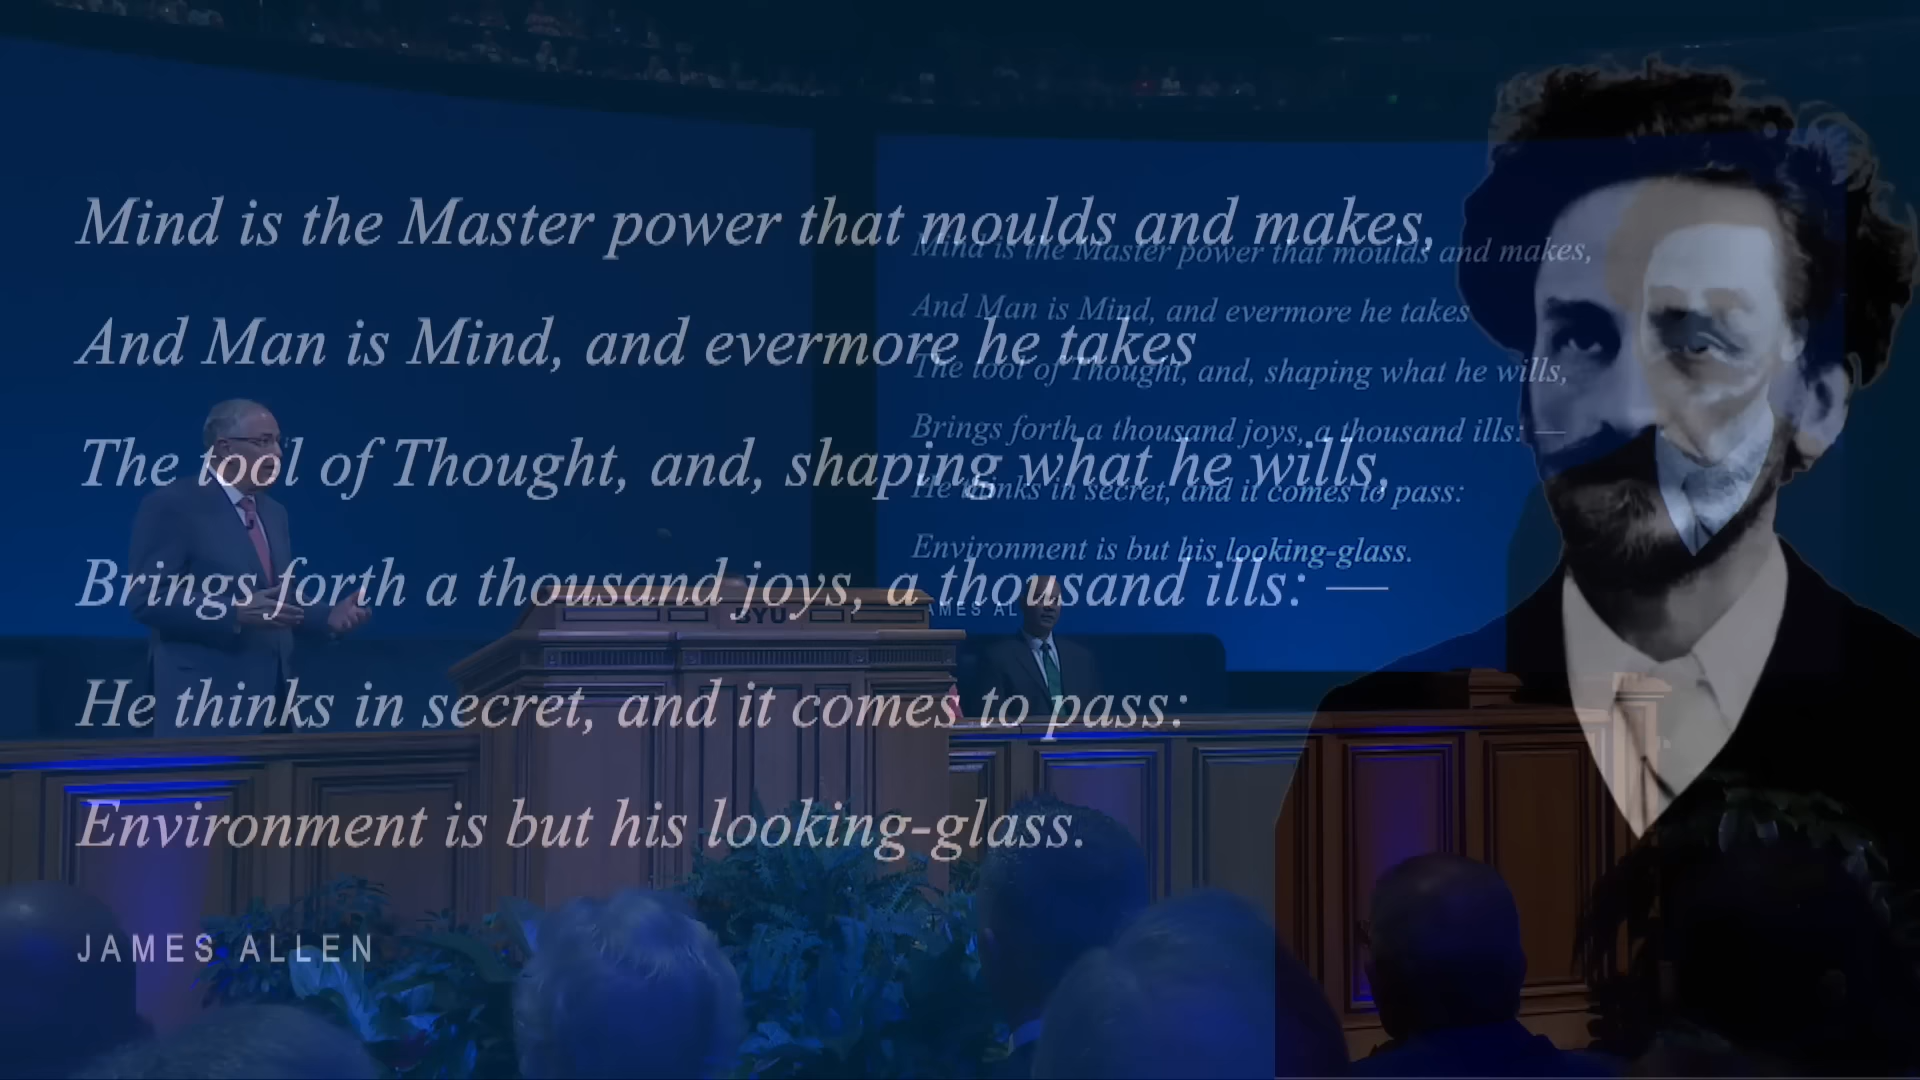 Mind is the Master power that moulds and makes,
And Man is Mind, and evermore he takes
The tool of Thought, and, shaping what he wills,
Brings forth a thousand joys, a thousand ills: —
He thinks in secret, and it comes to pass:
Environment is but his looking-glass.
JAMES ALLEN
Mind is the Master power that moulds and makes,
And Man is Mind, and evermore he takes
The tool of Thought, and, shaping what he wills,
Brings forth a thousand joys, a thousand ills: —
He thinks in secret, and it comes to pass:
Environment is but his looking-glass.
JAMES AL
BYU